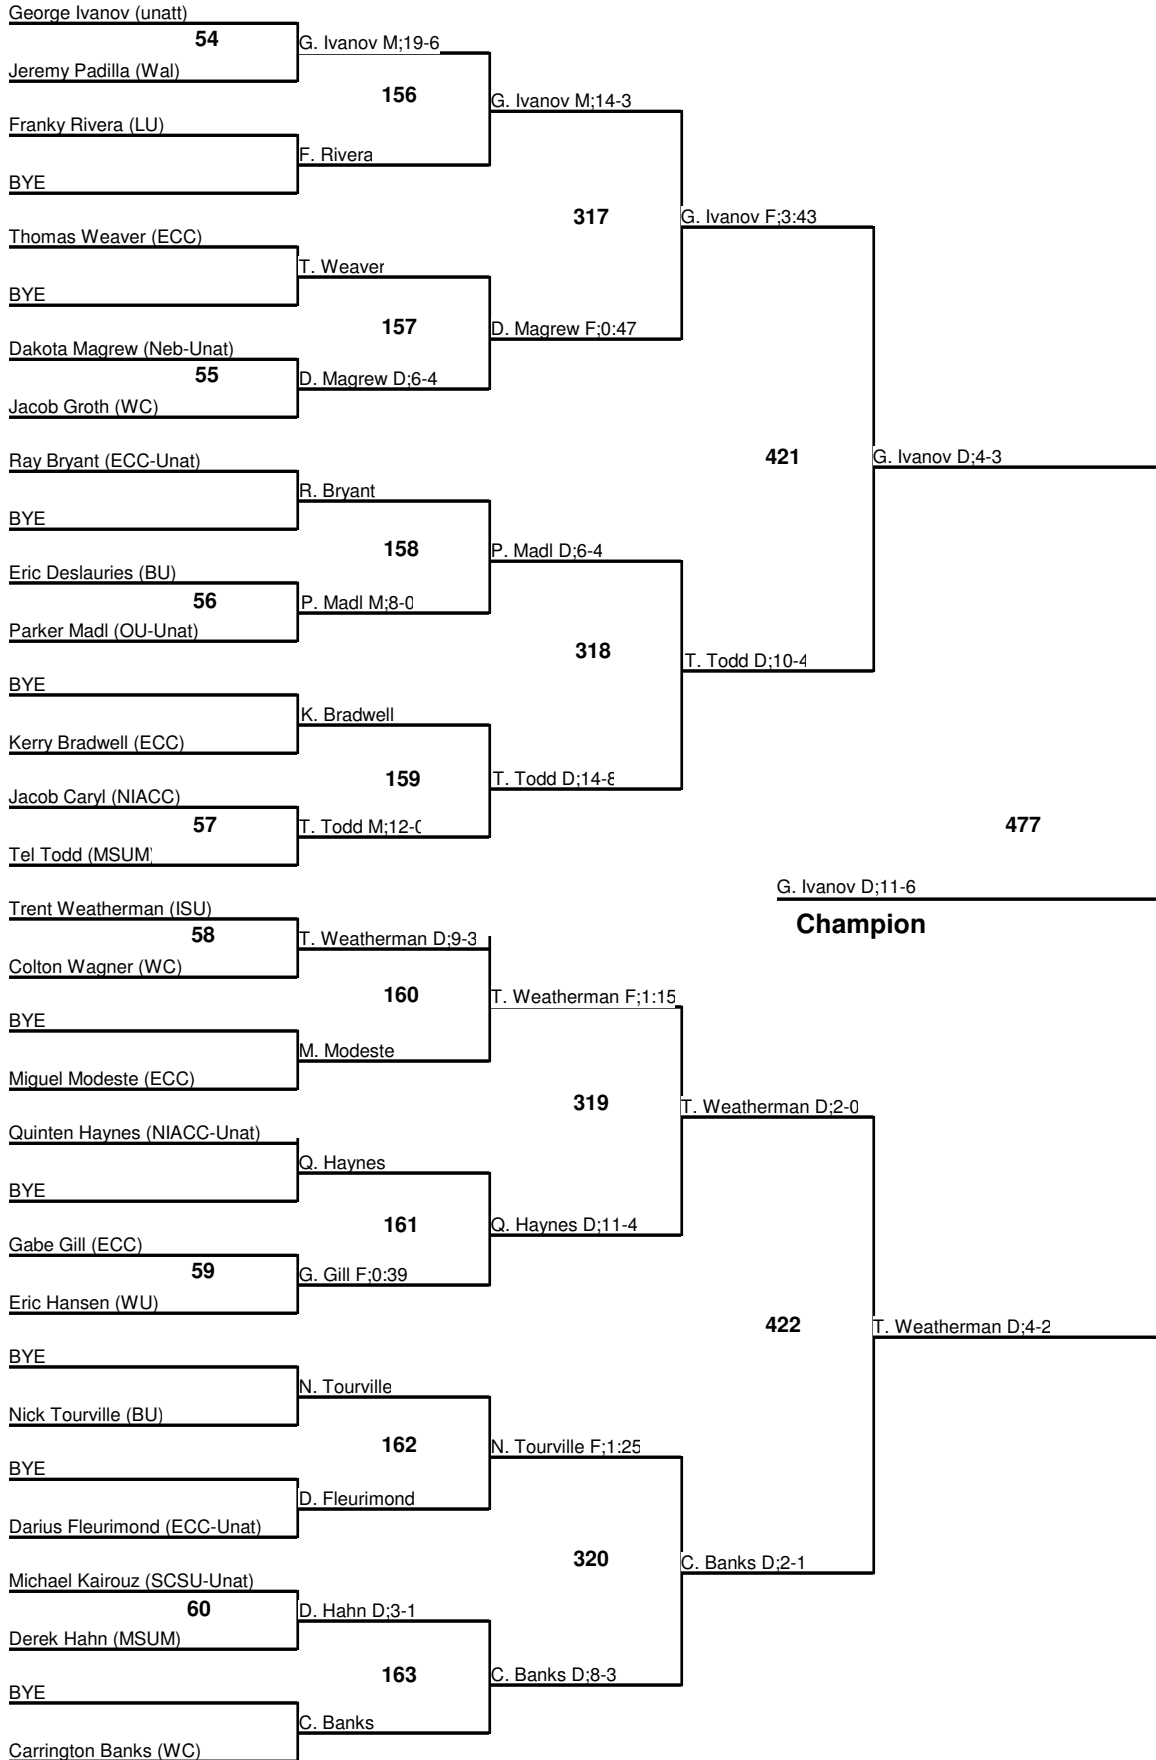 George Ivanov (unatt)
54
G. Ivanov M;19-6
Jeremy Padilla (Wal)
156
G. Ivanov M;14-3
Franky Rivera (LU)
F. Rivera
BYE
317
G. Ivanov F;3:43
Thomas Weaver (ECC)
T. Weaver
BYE
157
D. Magrew F;0:47
Dakota Magrew (Neb-Unat)
55
D. Magrew D;6-4
Jacob Groth (WC)
421
G. Ivanov D;4-3
Ray Bryant (ECC-Unat)
R. Bryant
BYE
158
P. Madl D;6-4
Eric Deslauries (BU)
56
P. Madl M;8-0
Parker Madl (OU-Unat)
318
T. Todd D;10-4
BYE
K. Bradwell
Kerry Bradwell (ECC)
159
T. Todd D;14-8
Jacob Caryl (NIACC)
57
T. Todd M;12-0
Tel Todd (MSUM)
477
G. Ivanov D;11-6
Champion
Trent Weatherman (ISU)
58
T. Weatherman D;9-3
Colton Wagner (WC)
160
T. Weatherman F;1:15
BYE
M. Modeste
Miguel Modeste (ECC)
319
T. Weatherman D;2-0
Quinten Haynes (NIACC-Unat)
Q. Haynes
BYE
161
Q. Haynes D;11-4
Gabe Gill (ECC)
59
G. Gill F;0:39
Eric Hansen (WU)
422
T. Weatherman D;4-2
BYE
N. Tourville
Nick Tourville (BU)
162
N. Tourville F;1:25
BYE
D. Fleurimond
Darius Fleurimond (ECC-Unat)
320
C. Banks D;2-1
Michael Kairouz (SCSU-Unat)
60
D. Hahn D;3-1
Derek Hahn (MSUM)
163
C. Banks D;8-3
BYE
C. Banks
Carrington Banks (WC)